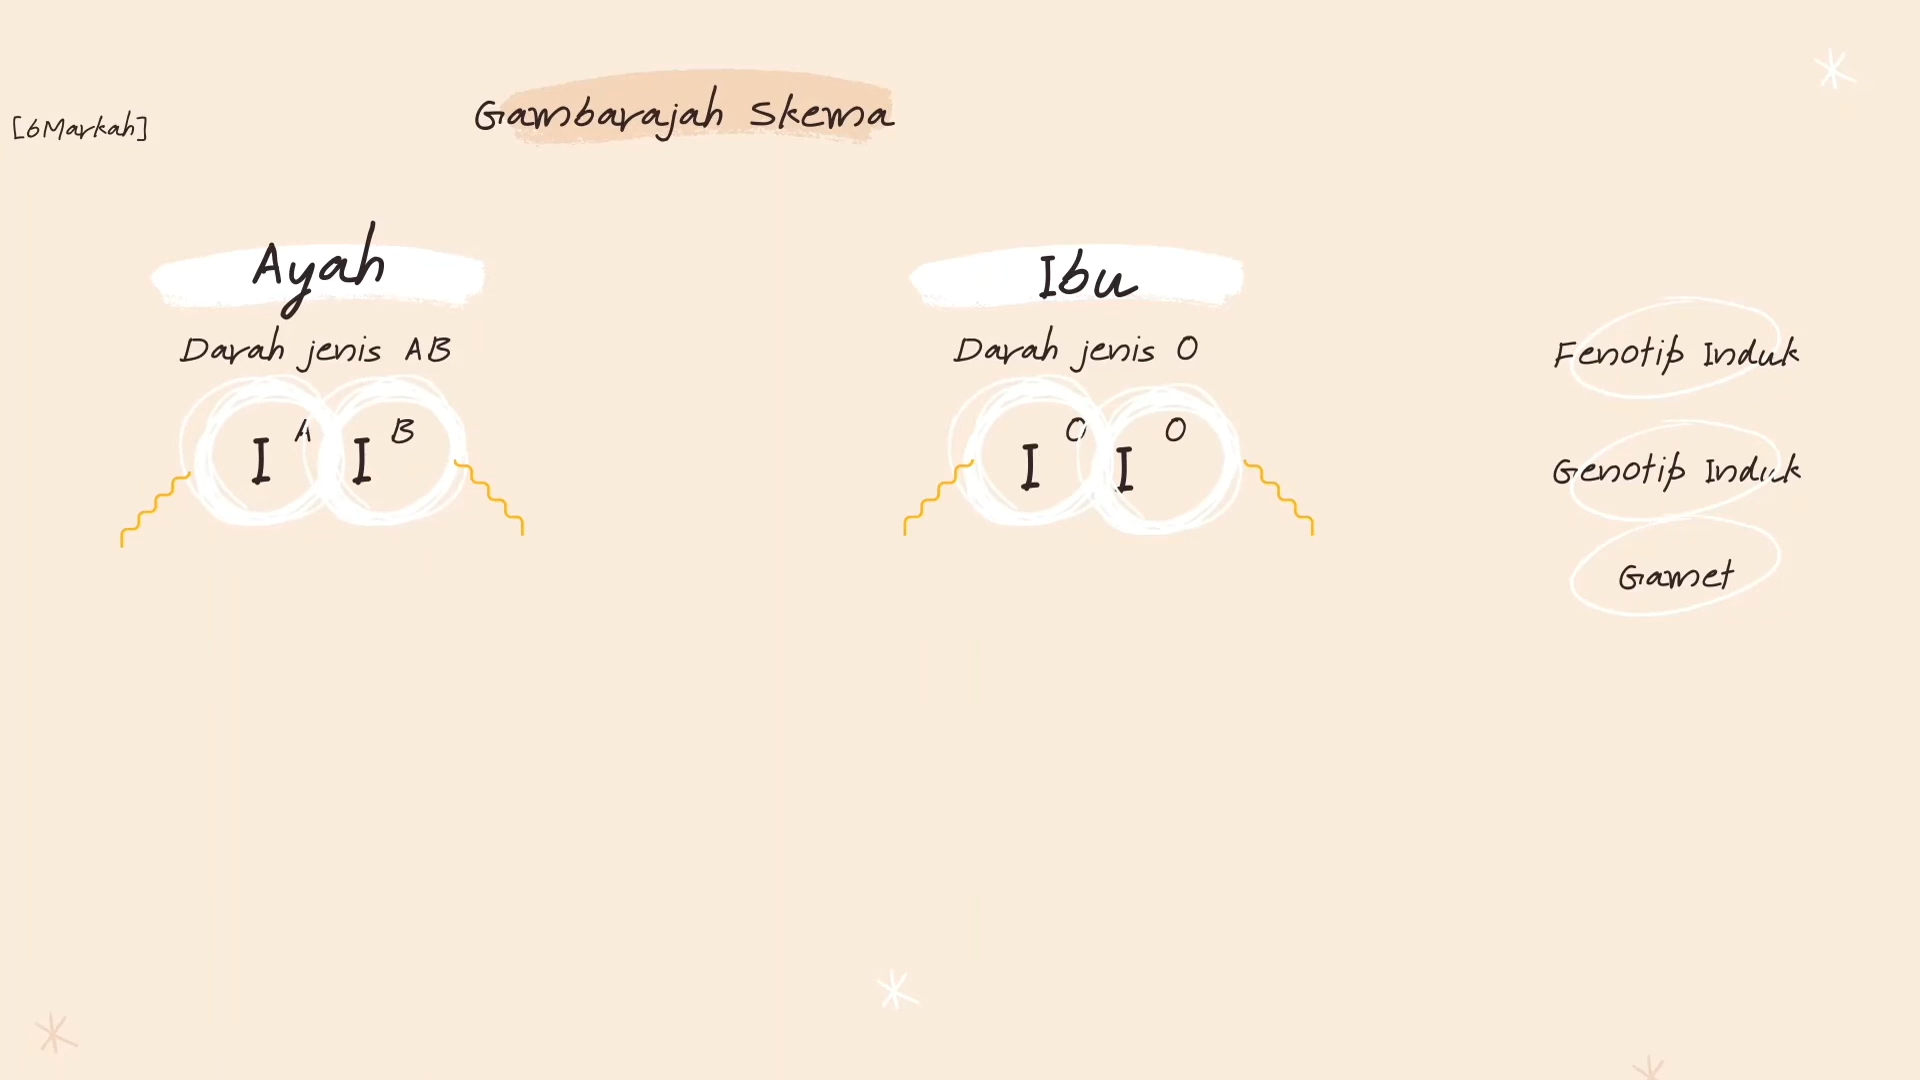 Gambarajah Skema
[6Markah]
Ayah
Ibu
Darah jenis AB
Darah jenis O
Fenotip Induk
I A I B
I O I O
Genotip Induk
Gamet